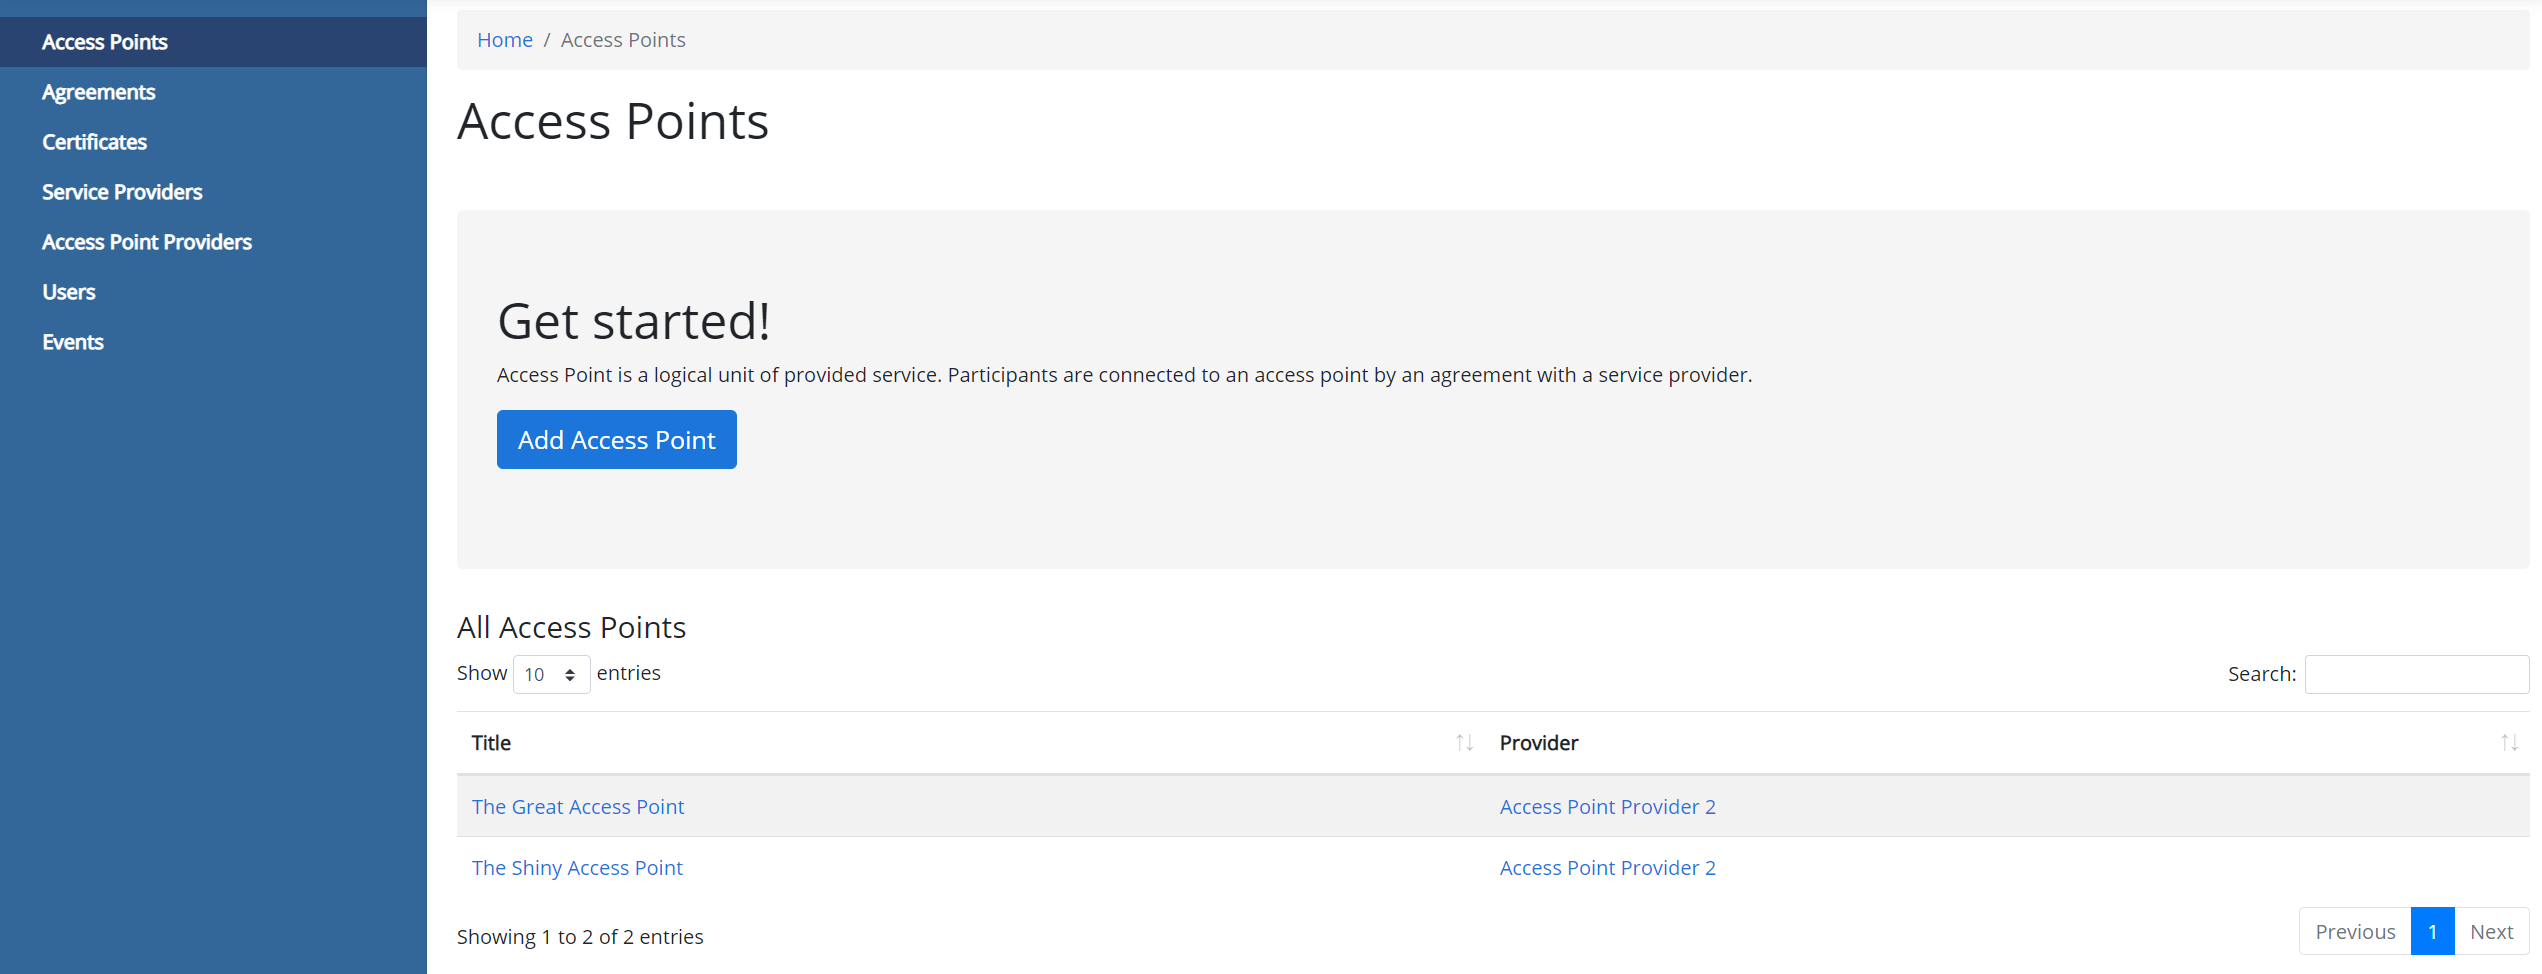 Access Points
Agreements
Certificates
Service Providers
Access Point Providers
Users
Events
Home / Access Points
Access Points
Get started!
Access Point is a logical unit of provided service. Participants are connected to an access point by an agreement with a service provider.
Add Access Point
All Access Points
Show 10 entries
Search:
Title Provider
The Great Access Point Access Point Provider 2
The Shiny Access Point Access Point Provider 2
Showing 1 to 2 of 2 entries
Previous 1 Next